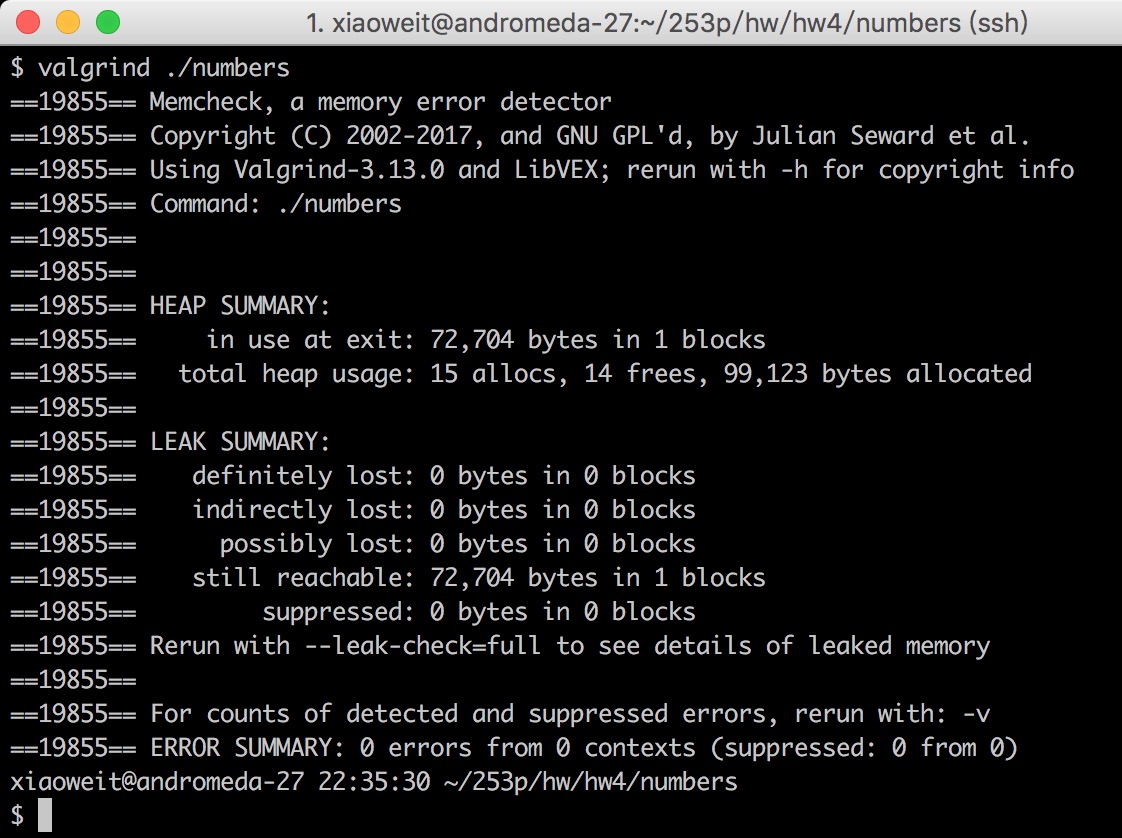 1. xiaoweit@andromeda-27:~/253p/hw/hw4/numbers (ssh)
$ valgrind ./numbers
==19855== Memcheck, a memory error detector
==19855== Copyright (C) 2002-2017, and GNU GPL'd, by Julian Seward et al.
==19855== Using Valgrind-3.13.0 and LibVEX; rerun with -h for copyright info
==19855== Command: ./numbers
==19855==
==19855==
==19855== HEAP SUMMARY:
==19855==     in use at exit: 72,704 bytes in 1 blocks
==19855==   total heap usage: 15 allocs, 14 frees, 99,123 bytes allocated
==19855==
==19855== LEAK SUMMARY:
==19855==    definitely lost: 0 bytes in 0 blocks
==19855==    indirectly lost: 0 bytes in 0 blocks
==19855==      possibly lost: 0 bytes in 0 blocks
==19855==    still reachable: 72,704 bytes in 1 blocks
==19855==         suppressed: 0 bytes in 0 blocks
==19855== Rerun with --leak-check=full to see details of leaked memory
==19855==
==19855== For counts of detected and suppressed errors, rerun with: -v
==19855== ERROR SUMMARY: 0 errors from 0 contexts (suppressed: 0 from 0)
xiaoweit@andromeda-27 22:35:30 ~/253p/hw/hw4/numbers
$